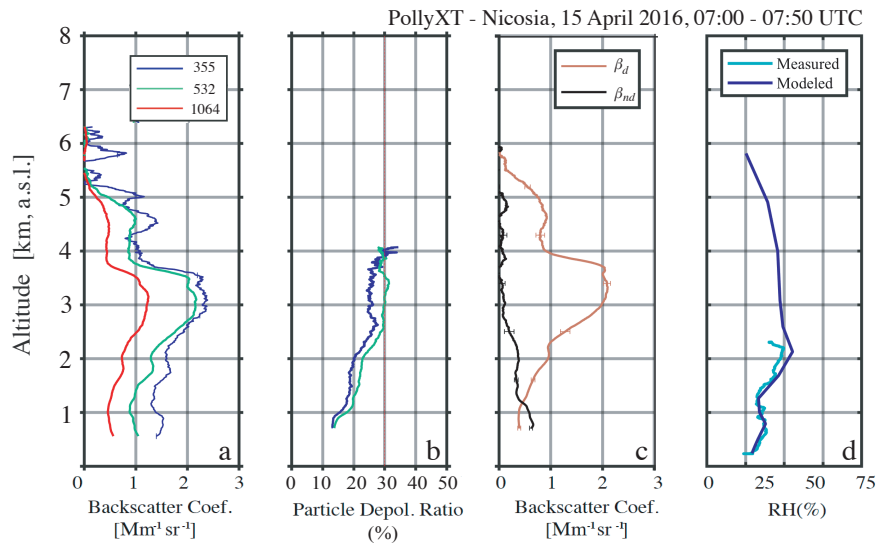 PollyXT - Nicosia, 15 April 2016, 07:00 - 07:50 UTC
Altitude [km, a.s.l.]
8
7
6
5
4
3
2
1
355
532
1064
a
0 1 2 3
Backscatter Coef.
[Mm⁻¹ sr⁻¹]
b
0 10 20 30 40 50
Particle Depol. Ratio
(%)
βd
βnd
c
0 1 2 3
Backscatter Coef.
[Mm⁻¹ sr⁻¹]
Measured
Modeled
d
0 25 50 75
RH(%)